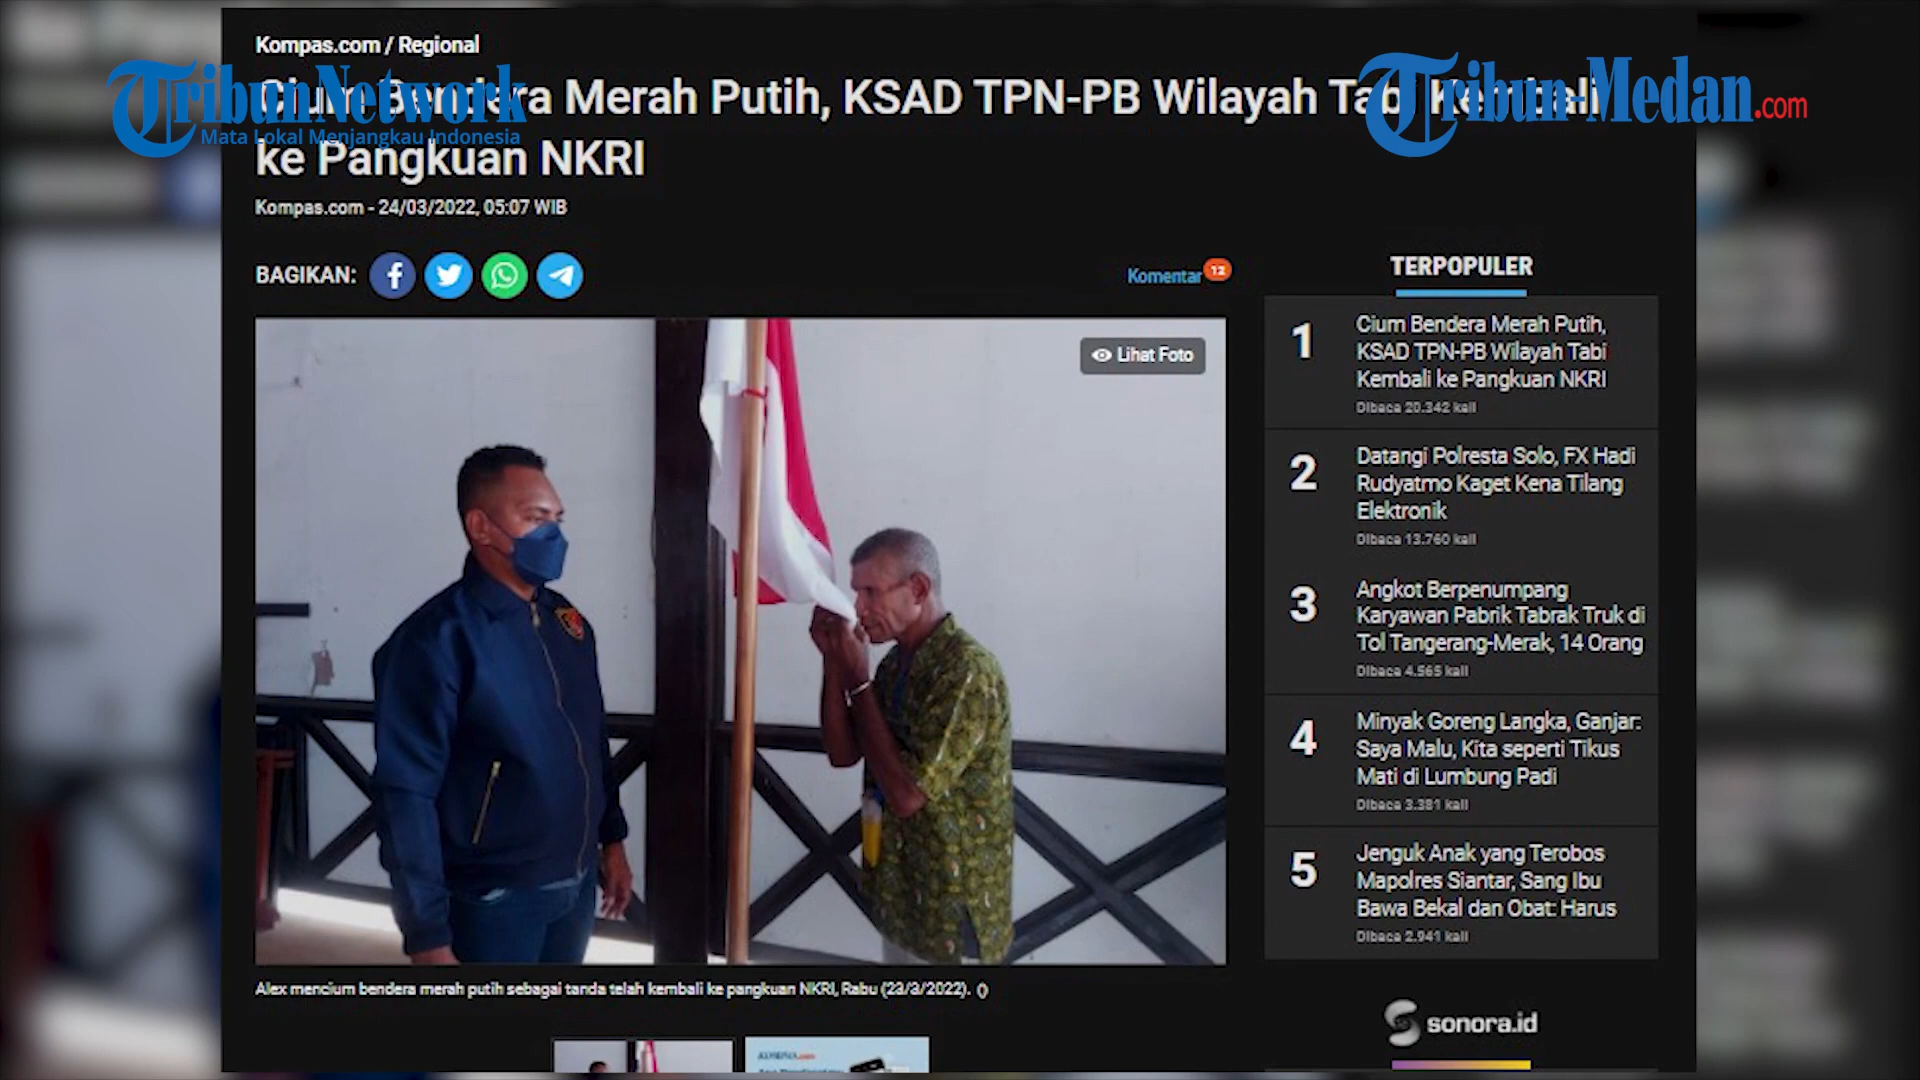 Kompas.com / Regional
Cium Bendera Merah Putih, KSAD TPN-PB Wilayah Tabi Kembali
ke Pangkuan NKRI
TribunNetwork
Mata Lokal Menjangkau Indonesia
Tribun-Medan.com
Kompas.com - 24/03/2022, 05:07 WIB
BAGIKAN:
Komentar 12
Lihat Foto
Alex mencium bendera merah putih sebagai tanda telah kembali ke pangkuan NKRI, Rabu (23/3/2022). ()
TERPOPULER
1
Cium Bendera Merah Putih,
KSAD TPN-PB Wilayah Tabi
Kembali ke Pangkuan NKRI
Dibaca 20.342 kali
2
Datangi Polresta Solo, FX Hadi
Rudyatmo Kaget Kena Tilang
Elektronik
Dibaca 13.760 kali
3
Angkot Berpenumpang
Karyawan Pabrik Tabrak Truk di
Tol Tangerang-Merak, 14 Orang
Dibaca 4.565 kali
4
Minyak Goreng Langka, Ganjar:
Saya Malu, Kita seperti Tikus
Mati di Lumbung Padi
Dibaca 3.381 kali
5
Jenguk Anak yang Terobos
Mapolres Siantar, Sang Ibu
Bawa Bekal dan Obat: Harus
Dibaca 2.941 kali
sonora.id